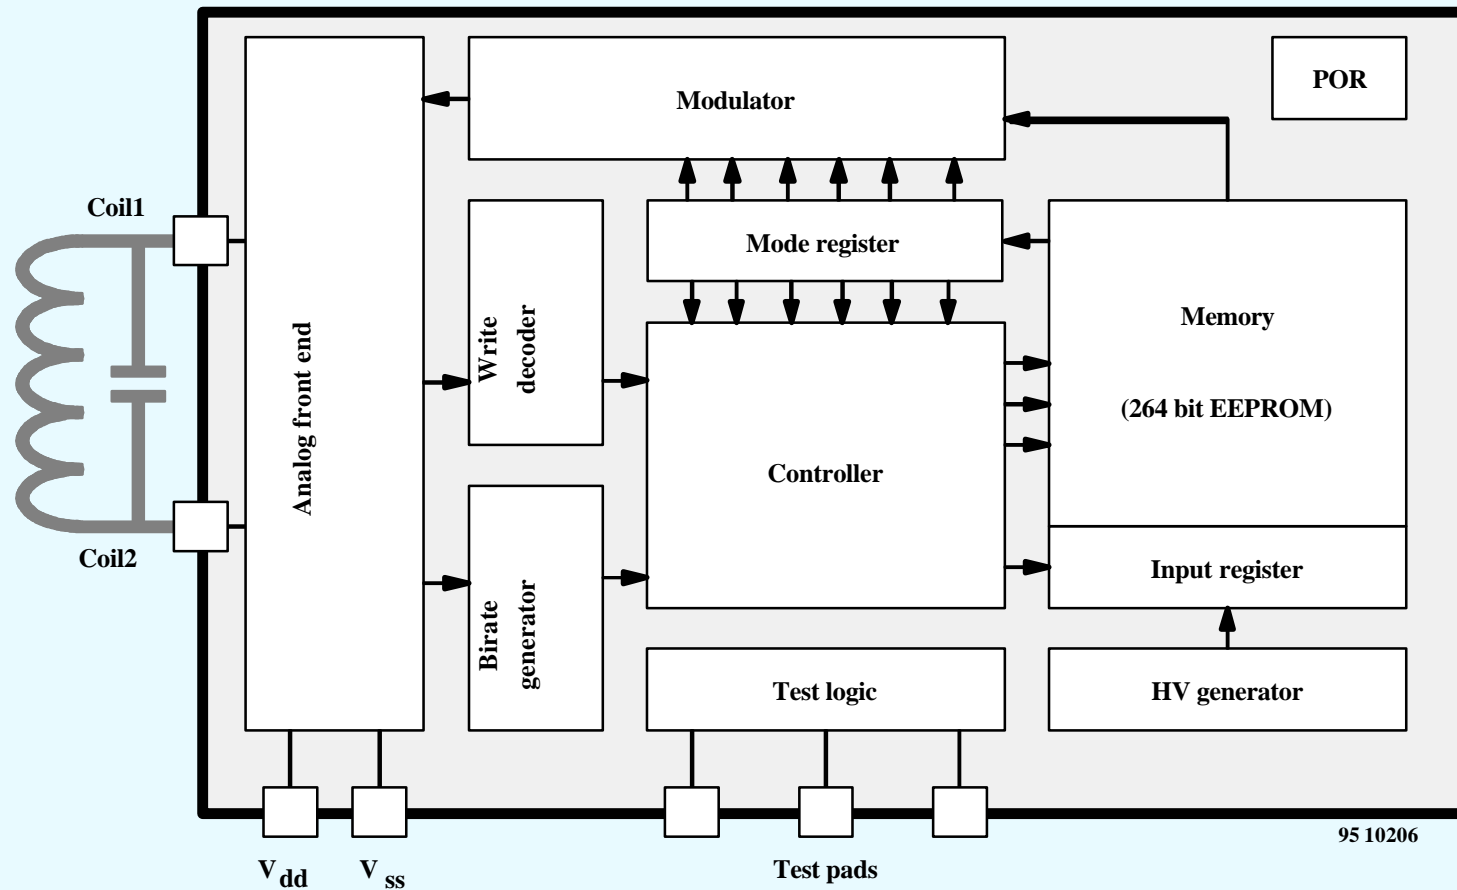 Modulator
POR
Coil1
Mode register
Memory
(264 bit EEPROM)
Analog front end
Write
decoder
Controller
Coil2
Input register
Birate
generator
Test logic
HV generator
95 10206
Vdd
Vss
Test pads